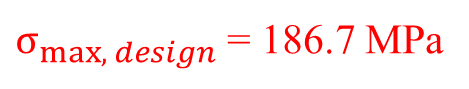 σmax, design = 186.7 MPa